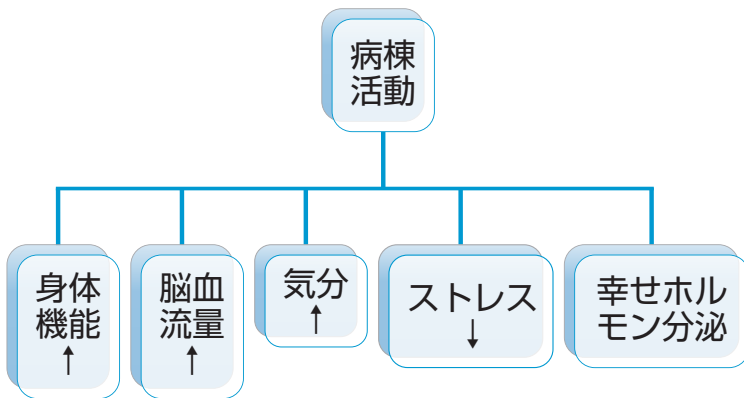 病棟
活動
身体
機能
↑
脳血
流量
↑
気分
↑
ストレス
↓
幸せホル
モン分泌